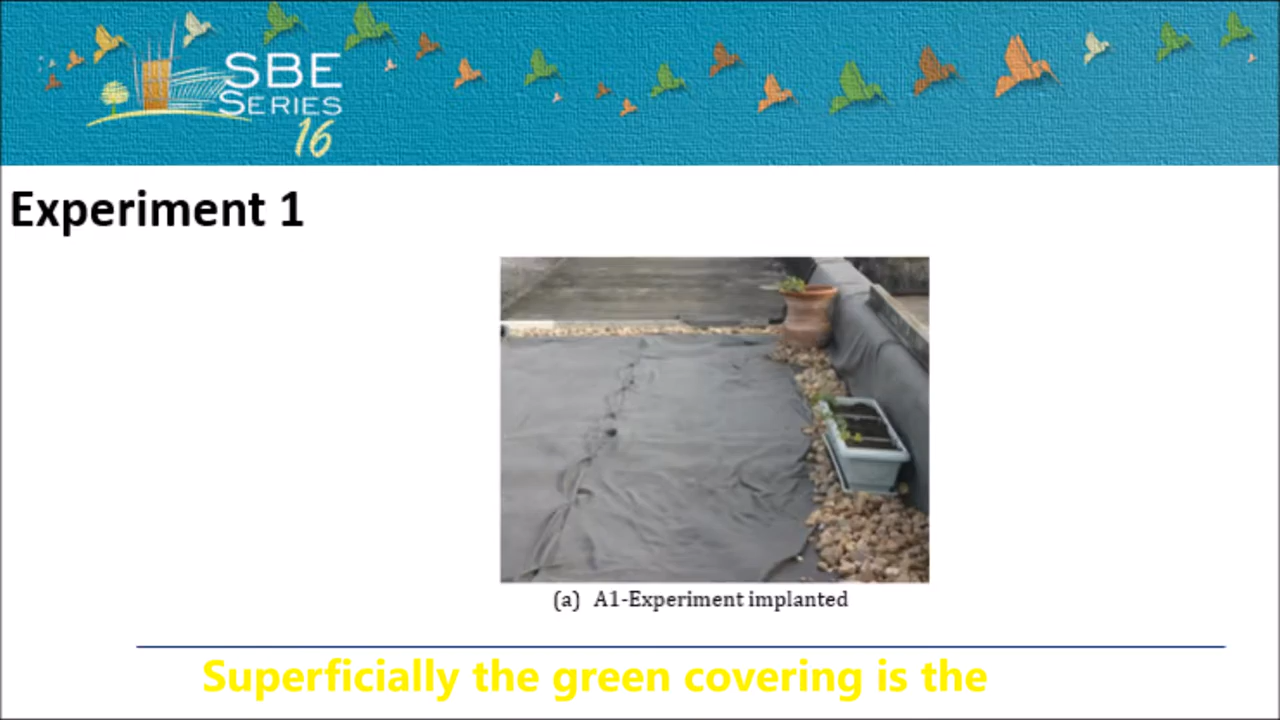 SBE
SERIES
16
Experiment 1
(a) A1-Experiment implanted
Superficially the green covering is the